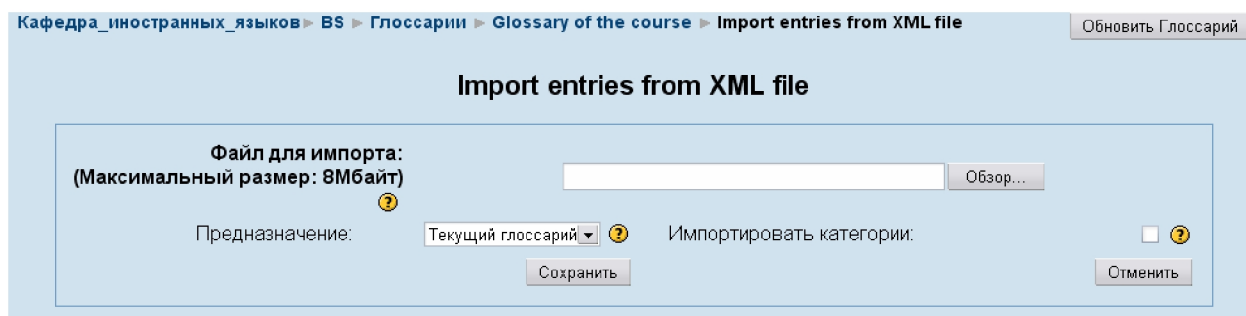 Кафедра_иностранных_языков ► BS ► Глоссарии ► Glossary of the course ► Import entries from XML file
Обновить Глоссарий
Import entries from XML file
Файл для импорта:
(Максимальный размер: 8Мбайт)
Обзор...
?
Предназначение: Текущий глоссарий ? Импортировать категории: ?
Сохранить Отменить